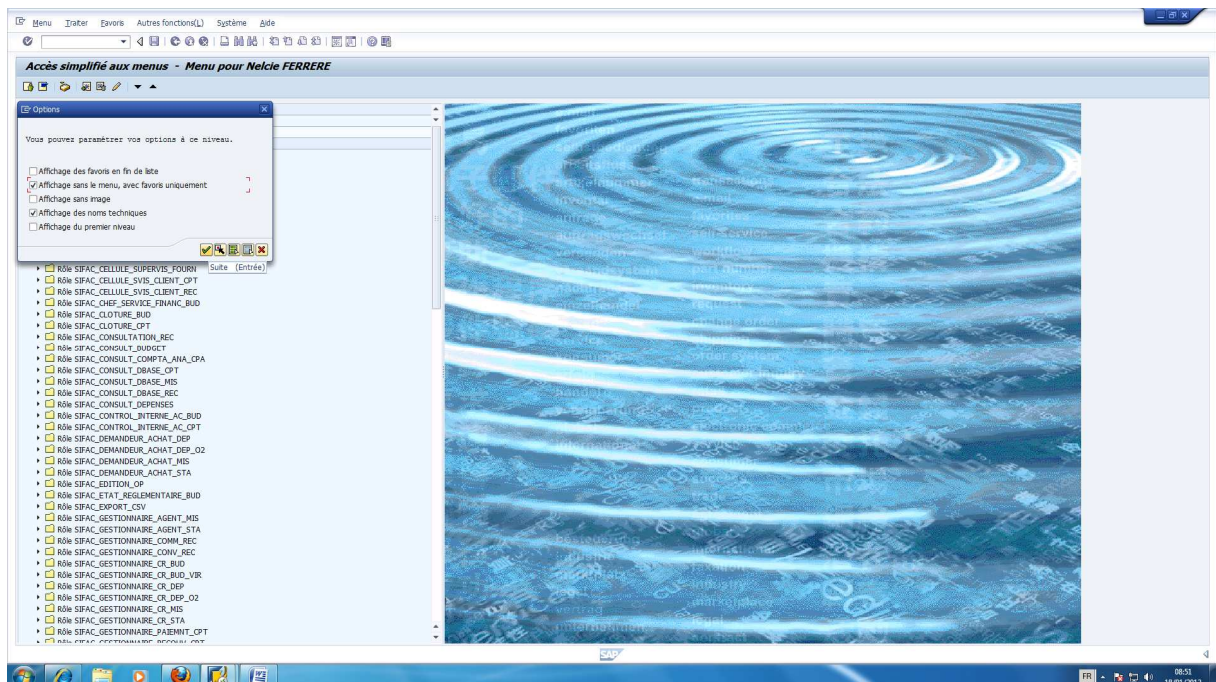 Menu Traiter Favoris Autres fonctions(L) Système Aide
Accès simplifié aux menus - Menu pour Nelcie FERRERE
Options
Vous pouvez paramétrer vos options à ce niveau.
Affichage des favoris en fin de liste
Affichage sans le menu, avec favoris uniquement
Affichage sans image
Affichage des noms techniques
Affichage du premier niveau
Suite (Entrée)
Rôle SIFAC_CELLULE_SUPERVIS_FOURN
Rôle SIFAC_CELLULE_SVIS_CLIENT_CPT
Rôle SIFAC_CELLULE_SVIS_CLIENT_REC
Rôle SIFAC_CHEF_SERVICE_FINANC_BUD
Rôle SIFAC_CLOTURE_BUD
Rôle SIFAC_CLOTURE_CPT
Rôle SIFAC_CONSULTATION_REC
Rôle SIFAC_CONSULT_BUDGET
Rôle SIFAC_CONSULT_COMPTA_ANA_CPA
Rôle SIFAC_CONSULT_DBASE_CPT
Rôle SIFAC_CONSULT_DBASE_MIS
Rôle SIFAC_CONSULT_DBASE_REC
Rôle SIFAC_CONSULT_DEPENSES
Rôle SIFAC_CONTROL_INTERNE_AC_BUD
Rôle SIFAC_CONTROL_INTERNE_AC_CPT
Rôle SIFAC_DEMANDEUR_ACHAT_DEP
Rôle SIFAC_DEMANDEUR_ACHAT_DEP_O2
Rôle SIFAC_DEMANDEUR_ACHAT_MIS
Rôle SIFAC_DEMANDEUR_ACHAT_STA
Rôle SIFAC_EDITION_OP
Rôle SIFAC_ETAT_REGLEMENTAIRE_BUD
Rôle SIFAC_EXPORT_CSV
Rôle SIFAC_GESTIONNAIRE_AGENT_MIS
Rôle SIFAC_GESTIONNAIRE_AGENT_STA
Rôle SIFAC_GESTIONNAIRE_COMM_REC
Rôle SIFAC_GESTIONNAIRE_CONV_REC
Rôle SIFAC_GESTIONNAIRE_CR_BUD
Rôle SIFAC_GESTIONNAIRE_CR_BUD_VIR
Rôle SIFAC_GESTIONNAIRE_CR_DEP
Rôle SIFAC_GESTIONNAIRE_CR_DEP_O2
Rôle SIFAC_GESTIONNAIRE_CR_MIS
Rôle SIFAC_GESTIONNAIRE_CR_STA
Rôle SIFAC_GESTIONNAIRE_PAIEMNT_CPT
SAP
FR
08:51